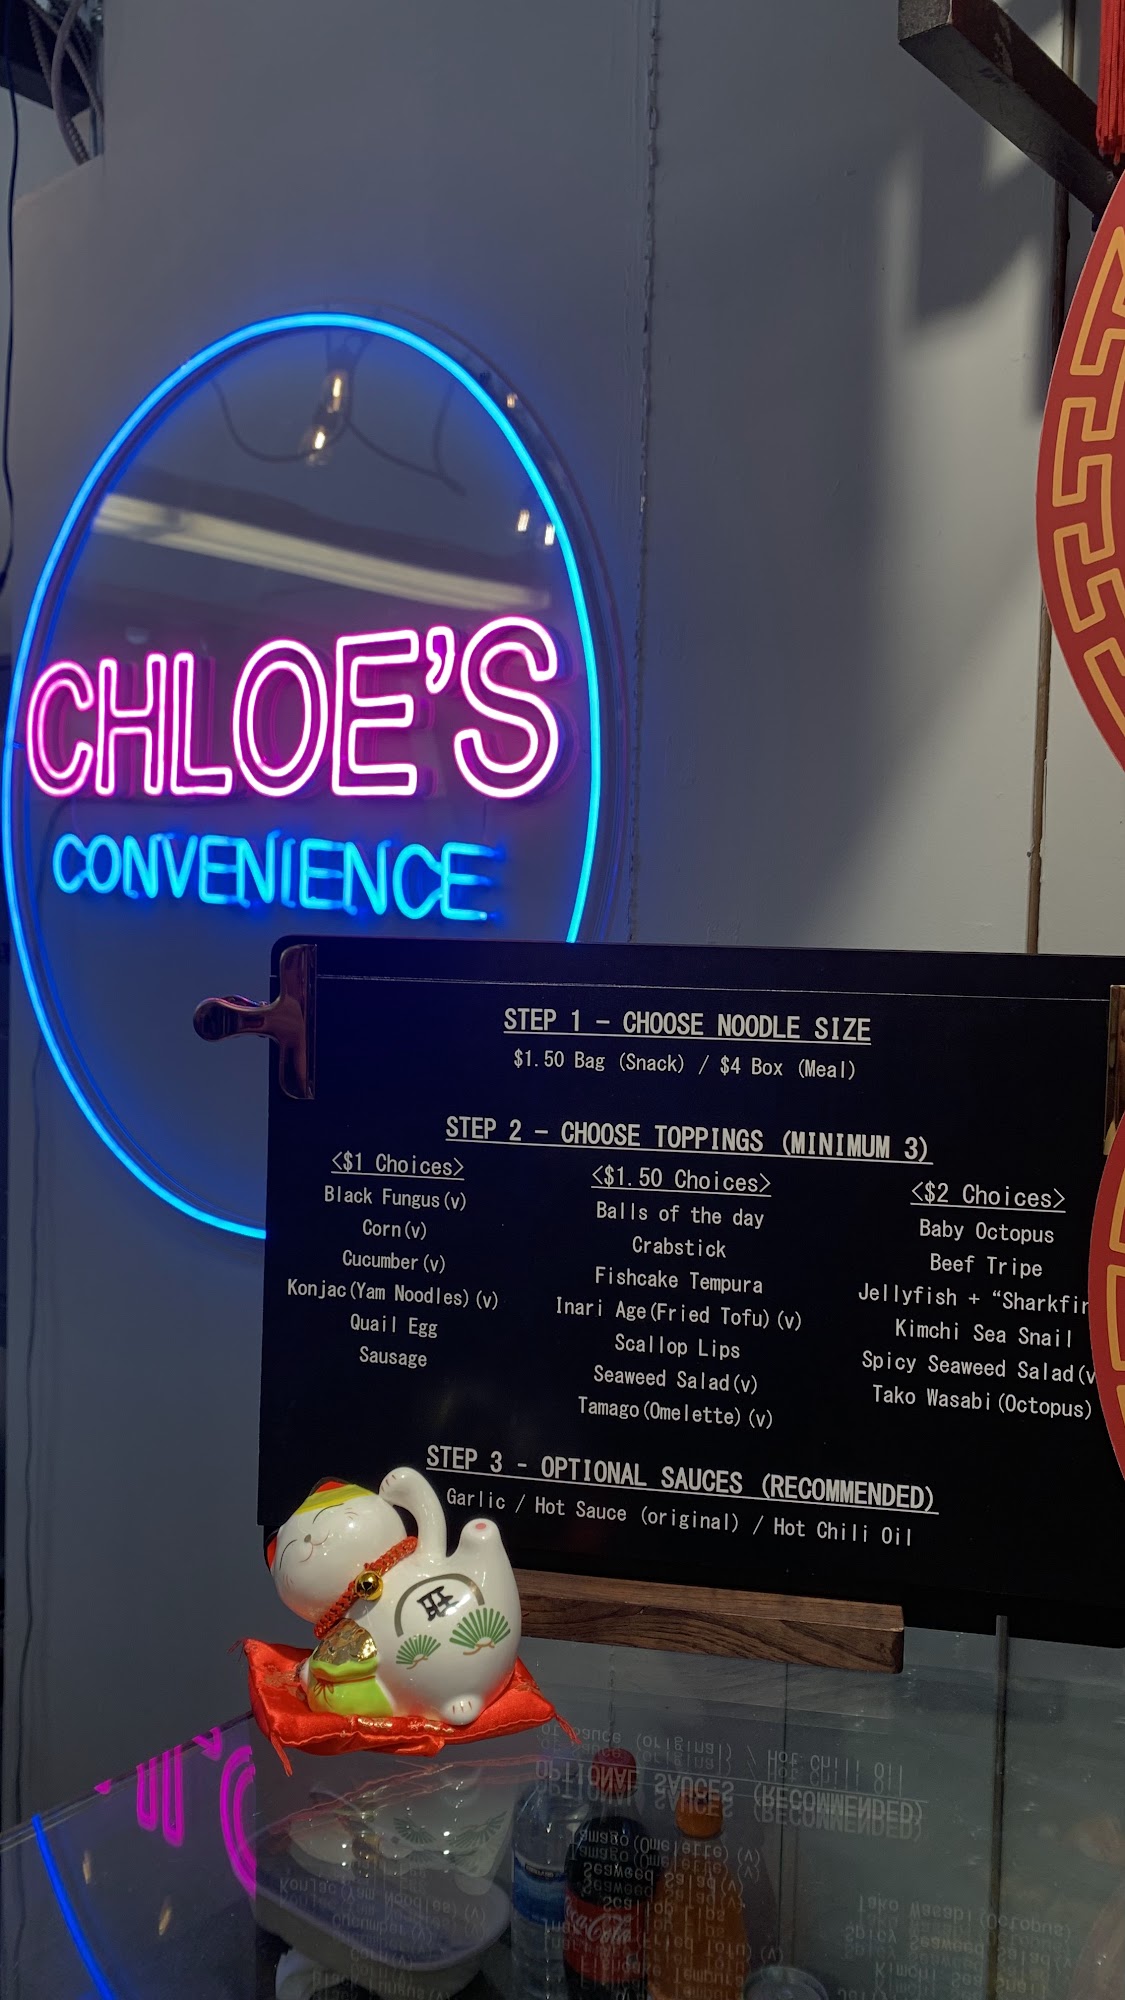 CHLOE'S
CONVENIENCE
STEP 1 - CHOOSE NOODLE SIZE
$1.50 Bag (Snack) / $4 Box (Meal)
STEP 2 - CHOOSE TOPPINGS (MINIMUM 3)
<$1 Choices>
Black Fungus(v)
Corn(v)
Cucumber(v)
Konjac(Yam Noodles)(v)
Quail Egg
Sausage
<$1.50 Choices>
Balls of the day
Crabstick
Fishcake Tempura
Inari Age(Fried Tofu)(v)
Scallop Lips
Seaweed Salad(v)
Tamago(Omelette)(v)
<$2 Choices>
Baby Octopus
Beef Tripe
Jellyfish + “Sharkfin
Kimchi Sea Snail
Spicy Seaweed Salad(v
Tako Wasabi(Octopus)
STEP 3 - OPTIONAL SAUCES (RECOMMENDED)
Garlic / Hot Sauce (original) / Hot Chili Oil
旺
Coca-Cola